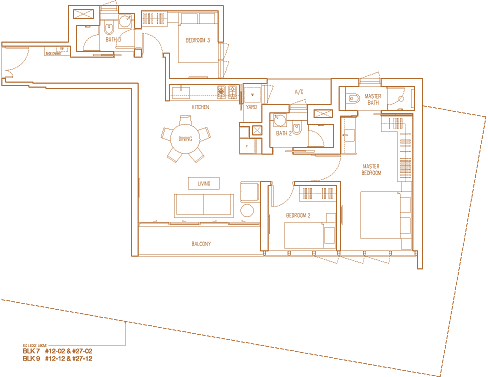 BEDROOM 3
BATH 3
KITCHEN
YARD
A/C
MASTER
BATH
BATH 2
DINING
MASTER
BEDROOM
LIVING
BEDROOM 2
BALCONY
BLK 7 #12-02 & #27-02
BLK 9 #12-12 & #27-12